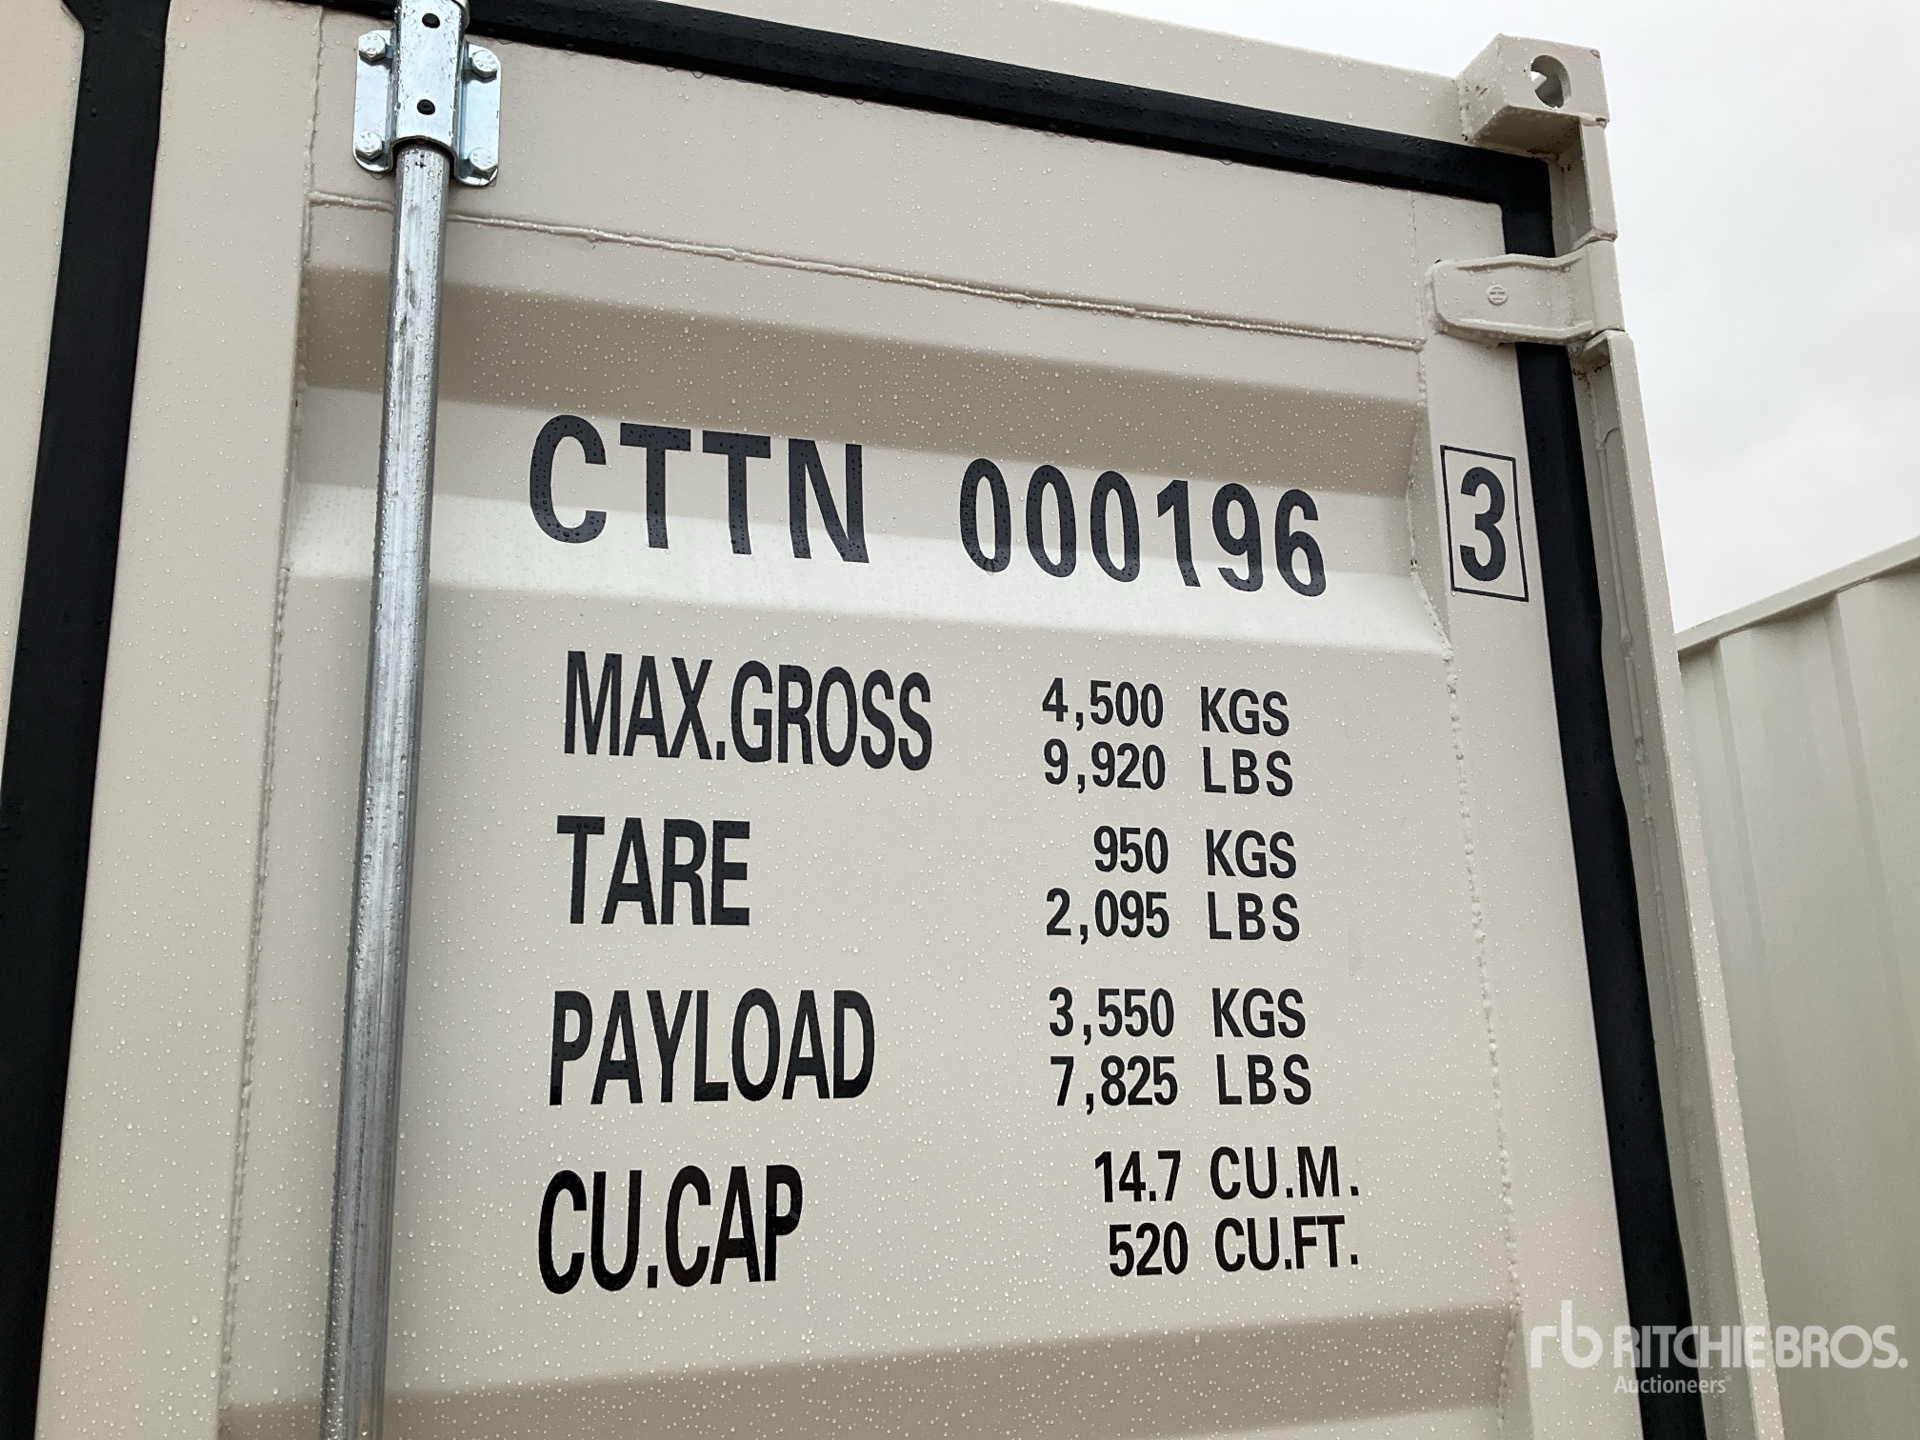 CTTN 000196 3
MAX.GROSS 4,500 KGS
9,920 LBS
TARE 950 KGS
2,095 LBS
PAYLOAD 3,550 KGS
7,825 LBS
CU.CAP 14.7 CU.M.
520 CU.FT.
rb RITCHIE BROS.
Auctioneers